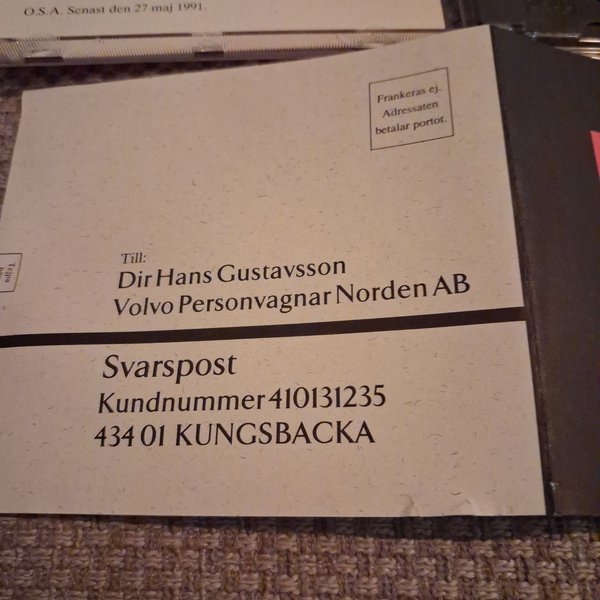 O.S.A. Senast den 27 maj 1991.
Frankeras ej.
Adressaten
betalar portot.
Till:
Dir Hans Gustavsson
Volvo Personvagnar Norden AB
Svarspost
Kundnummer 410131235
434 01 KUNGSBACKA
Tejpa